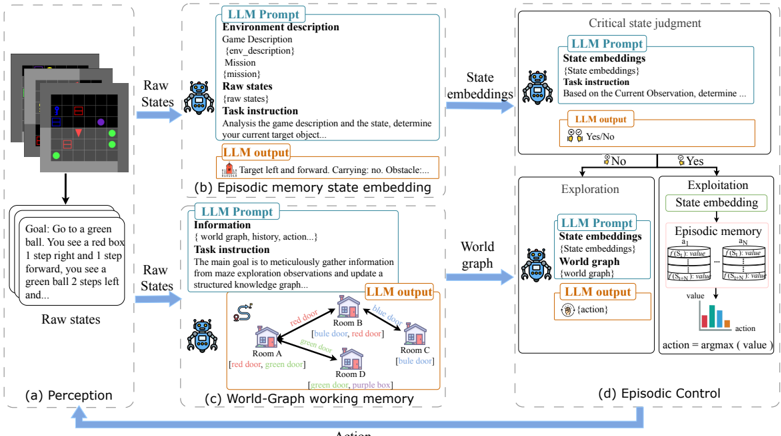 Goal: Go to a green
ball. You see a red box
1 step right and 1 step
forward, you see a
green ball 2 steps left
and...
Raw states
(a) Perception
Raw
States
Raw
States
LLM Prompt
Environment description
Game Description
{env_description}
Mission
{mission}
Raw states
{raw states}
Task instruction
Analysis the game description and the state, determine
your current target object...
LLM output
Target left and forward. Carrying: no. Obstacle:...
(b) Episodic memory state embedding
LLM Prompt
Information
{ world graph, history, action...}
Task instruction
The main goal is to meticulously gather information
from maze exploration observations and update a
structured knowledge graph...
LLM output
red door
blue door
green door
Room A
[red door, green door]
Room B
[bule door, red door]
Room C
[bule door]
Room D
[green door, purple box]
(c) World-Graph working memory
State
embeddings
World
graph
Critical state judgment
LLM Prompt
State embeddings
{State embeddings}
Task instruction
Based on the Current Observation, determine ...
LLM output
Yes/No
No
Yes
Exploration
LLM Prompt
State embeddings
{State embeddings}
World graph
{world graph}
LLM output
{action}
Exploitation
State embedding
Episodic memory
a1
aN
f(S1): value
f(S1): value
...
value
action
action = argmax ( value )
(d) Episodic Control
Action